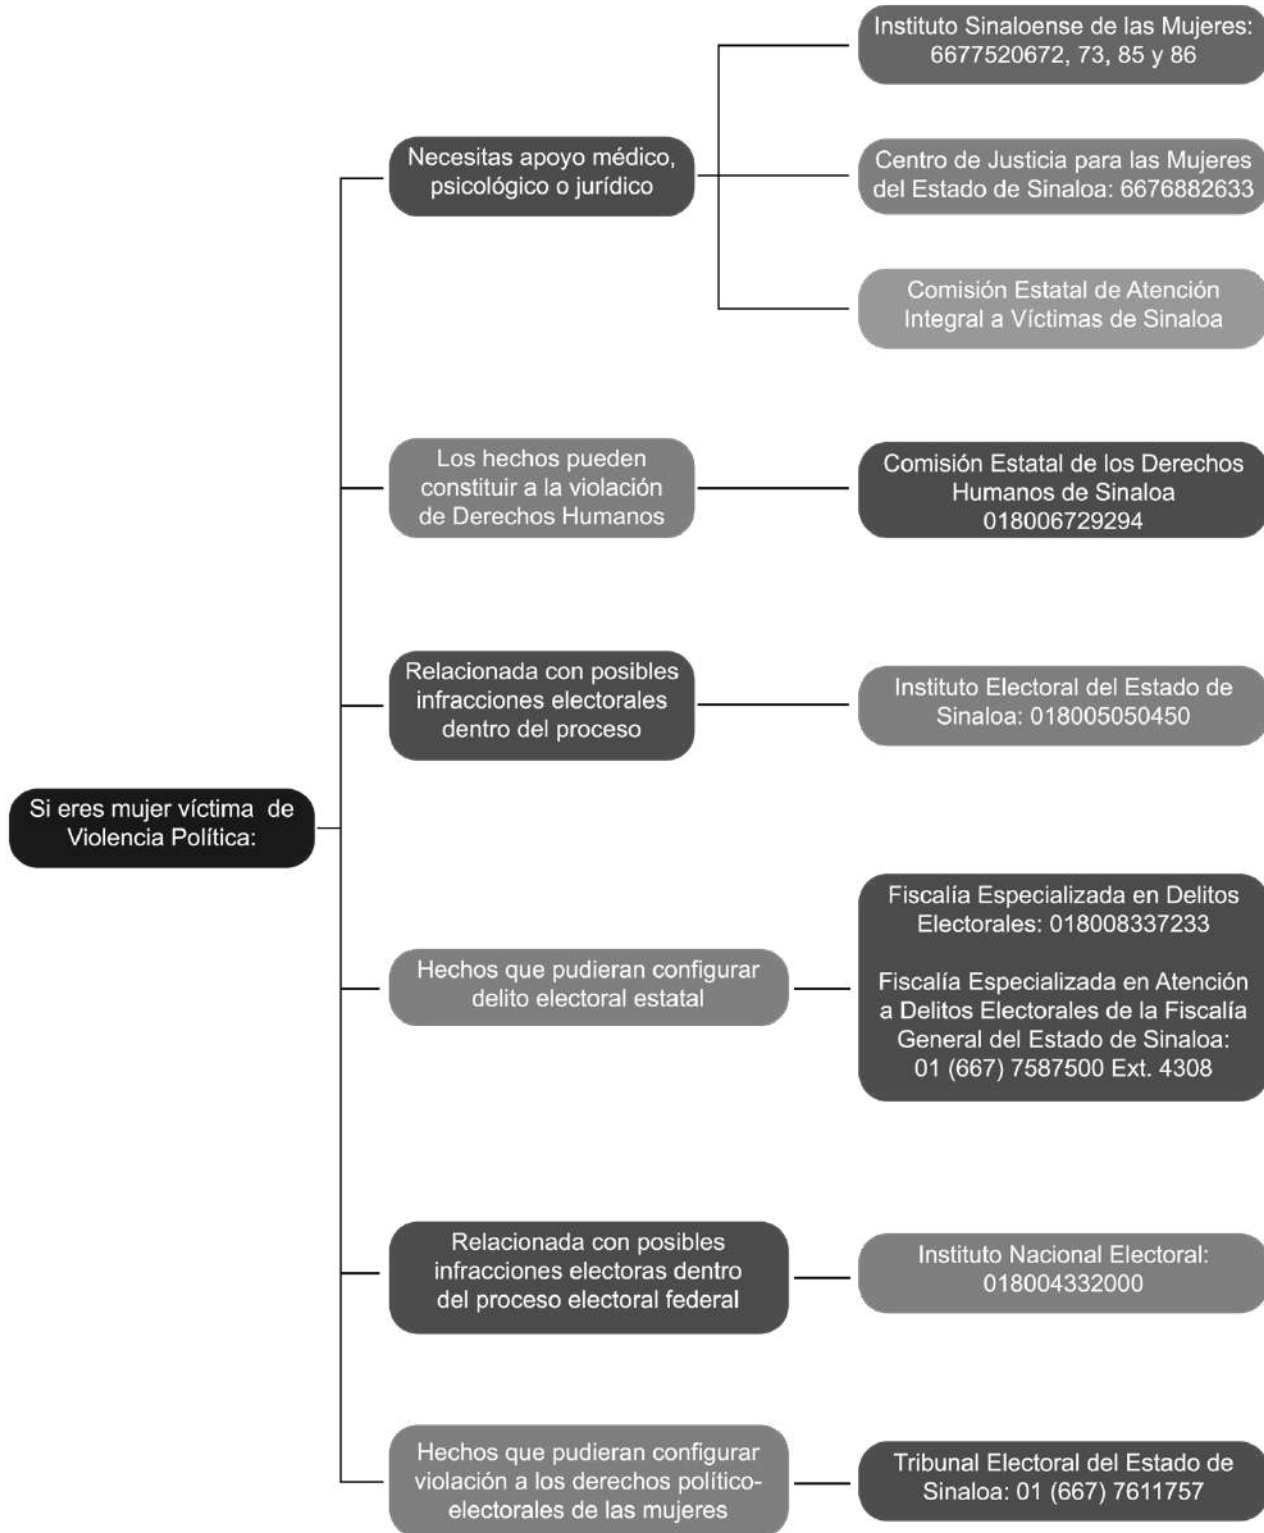 Si eres mujer víctima de
Violencia Política:
Necesitas apoyo médico,
psicológico o jurídico
Instituto Sinaloense de las Mujeres:
6677520672, 73, 85 y 86
Centro de Justicia para las Mujeres
del Estado de Sinaloa: 6676882633
Comisión Estatal de Atención
Integral a Víctimas de Sinaloa
Los hechos pueden
constituir a la violación
de Derechos Humanos
Comisión Estatal de los Derechos
Humanos de Sinaloa
018006729294
Relacionada con posibles
infracciones electorales
dentro del proceso
Instituto Electoral del Estado de
Sinaloa: 018005050450
Hechos que pudieran configurar
delito electoral estatal
Fiscalía Especializada en Delitos
Electorales: 018008337233
Fiscalía Especializada en Atención
a Delitos Electorales de la Fiscalía
General del Estado de Sinaloa:
01 (667) 7587500 Ext. 4308
Relacionada con posibles
infracciones electoras dentro
del proceso electoral federal
Instituto Nacional Electoral:
018004332000
Hechos que pudieran configurar
violación a los derechos político-
electorales de las mujeres
Tribunal Electoral del Estado de
Sinaloa: 01 (667) 7611757